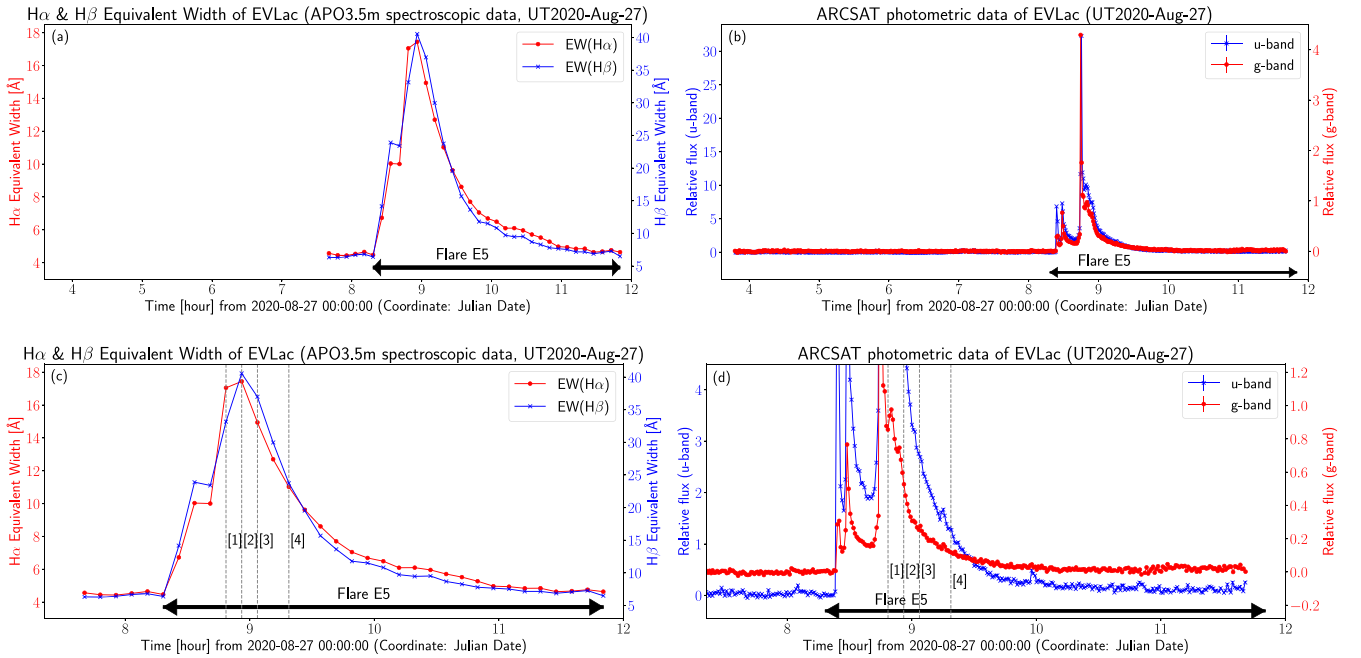 Hα & Hβ Equivalent Width of EVLac (APO3.5m spectroscopic data, UT2020-Aug-27)
(a)
EW(Hα)
EW(Hβ)
Hα Equivalent Width [Å]
18
16
14
12
10
8
6
4
Hβ Equivalent Width [Å]
40
35
30
25
20
15
10
5
Flare E5
4 5 6 7 8 9 10 11 12
Time [hour] from 2020-08-27 00:00:00 (Coordinate: Julian Date)
ARCSAT photometric data of EVLac (UT2020-Aug-27)
(b)
u-band
g-band
Relative flux (u-band)
30
25
20
15
10
5
0
Relative flux (g-band)
4
3
2
1
0
Flare E5
4 5 6 7 8 9 10 11 12
Time [hour] from 2020-08-27 00:00:00 (Coordinate: Julian Date)
Hα & Hβ Equivalent Width of EVLac (APO3.5m spectroscopic data, UT2020-Aug-27)
(c)
EW(Hα)
EW(Hβ)
Hα Equivalent Width [Å]
18
16
14
12
10
8
6
4
Hβ Equivalent Width [Å]
40
35
30
25
20
15
10
5
[1] [2] [3] [4]
Flare E5
8 9 10 11 12
Time [hour] from 2020-08-27 00:00:00 (Coordinate: Julian Date)
ARCSAT photometric data of EVLac (UT2020-Aug-27)
(d)
u-band
g-band
Relative flux (u-band)
4
3
2
1
0
Relative flux (g-band)
1.2
1.0
0.8
0.6
0.4
0.2
0.0
−0.2
[1] [2] [3] [4]
Flare E5
8 9 10 11 12
Time [hour] from 2020-08-27 00:00:00 (Coordinate: Julian Date)